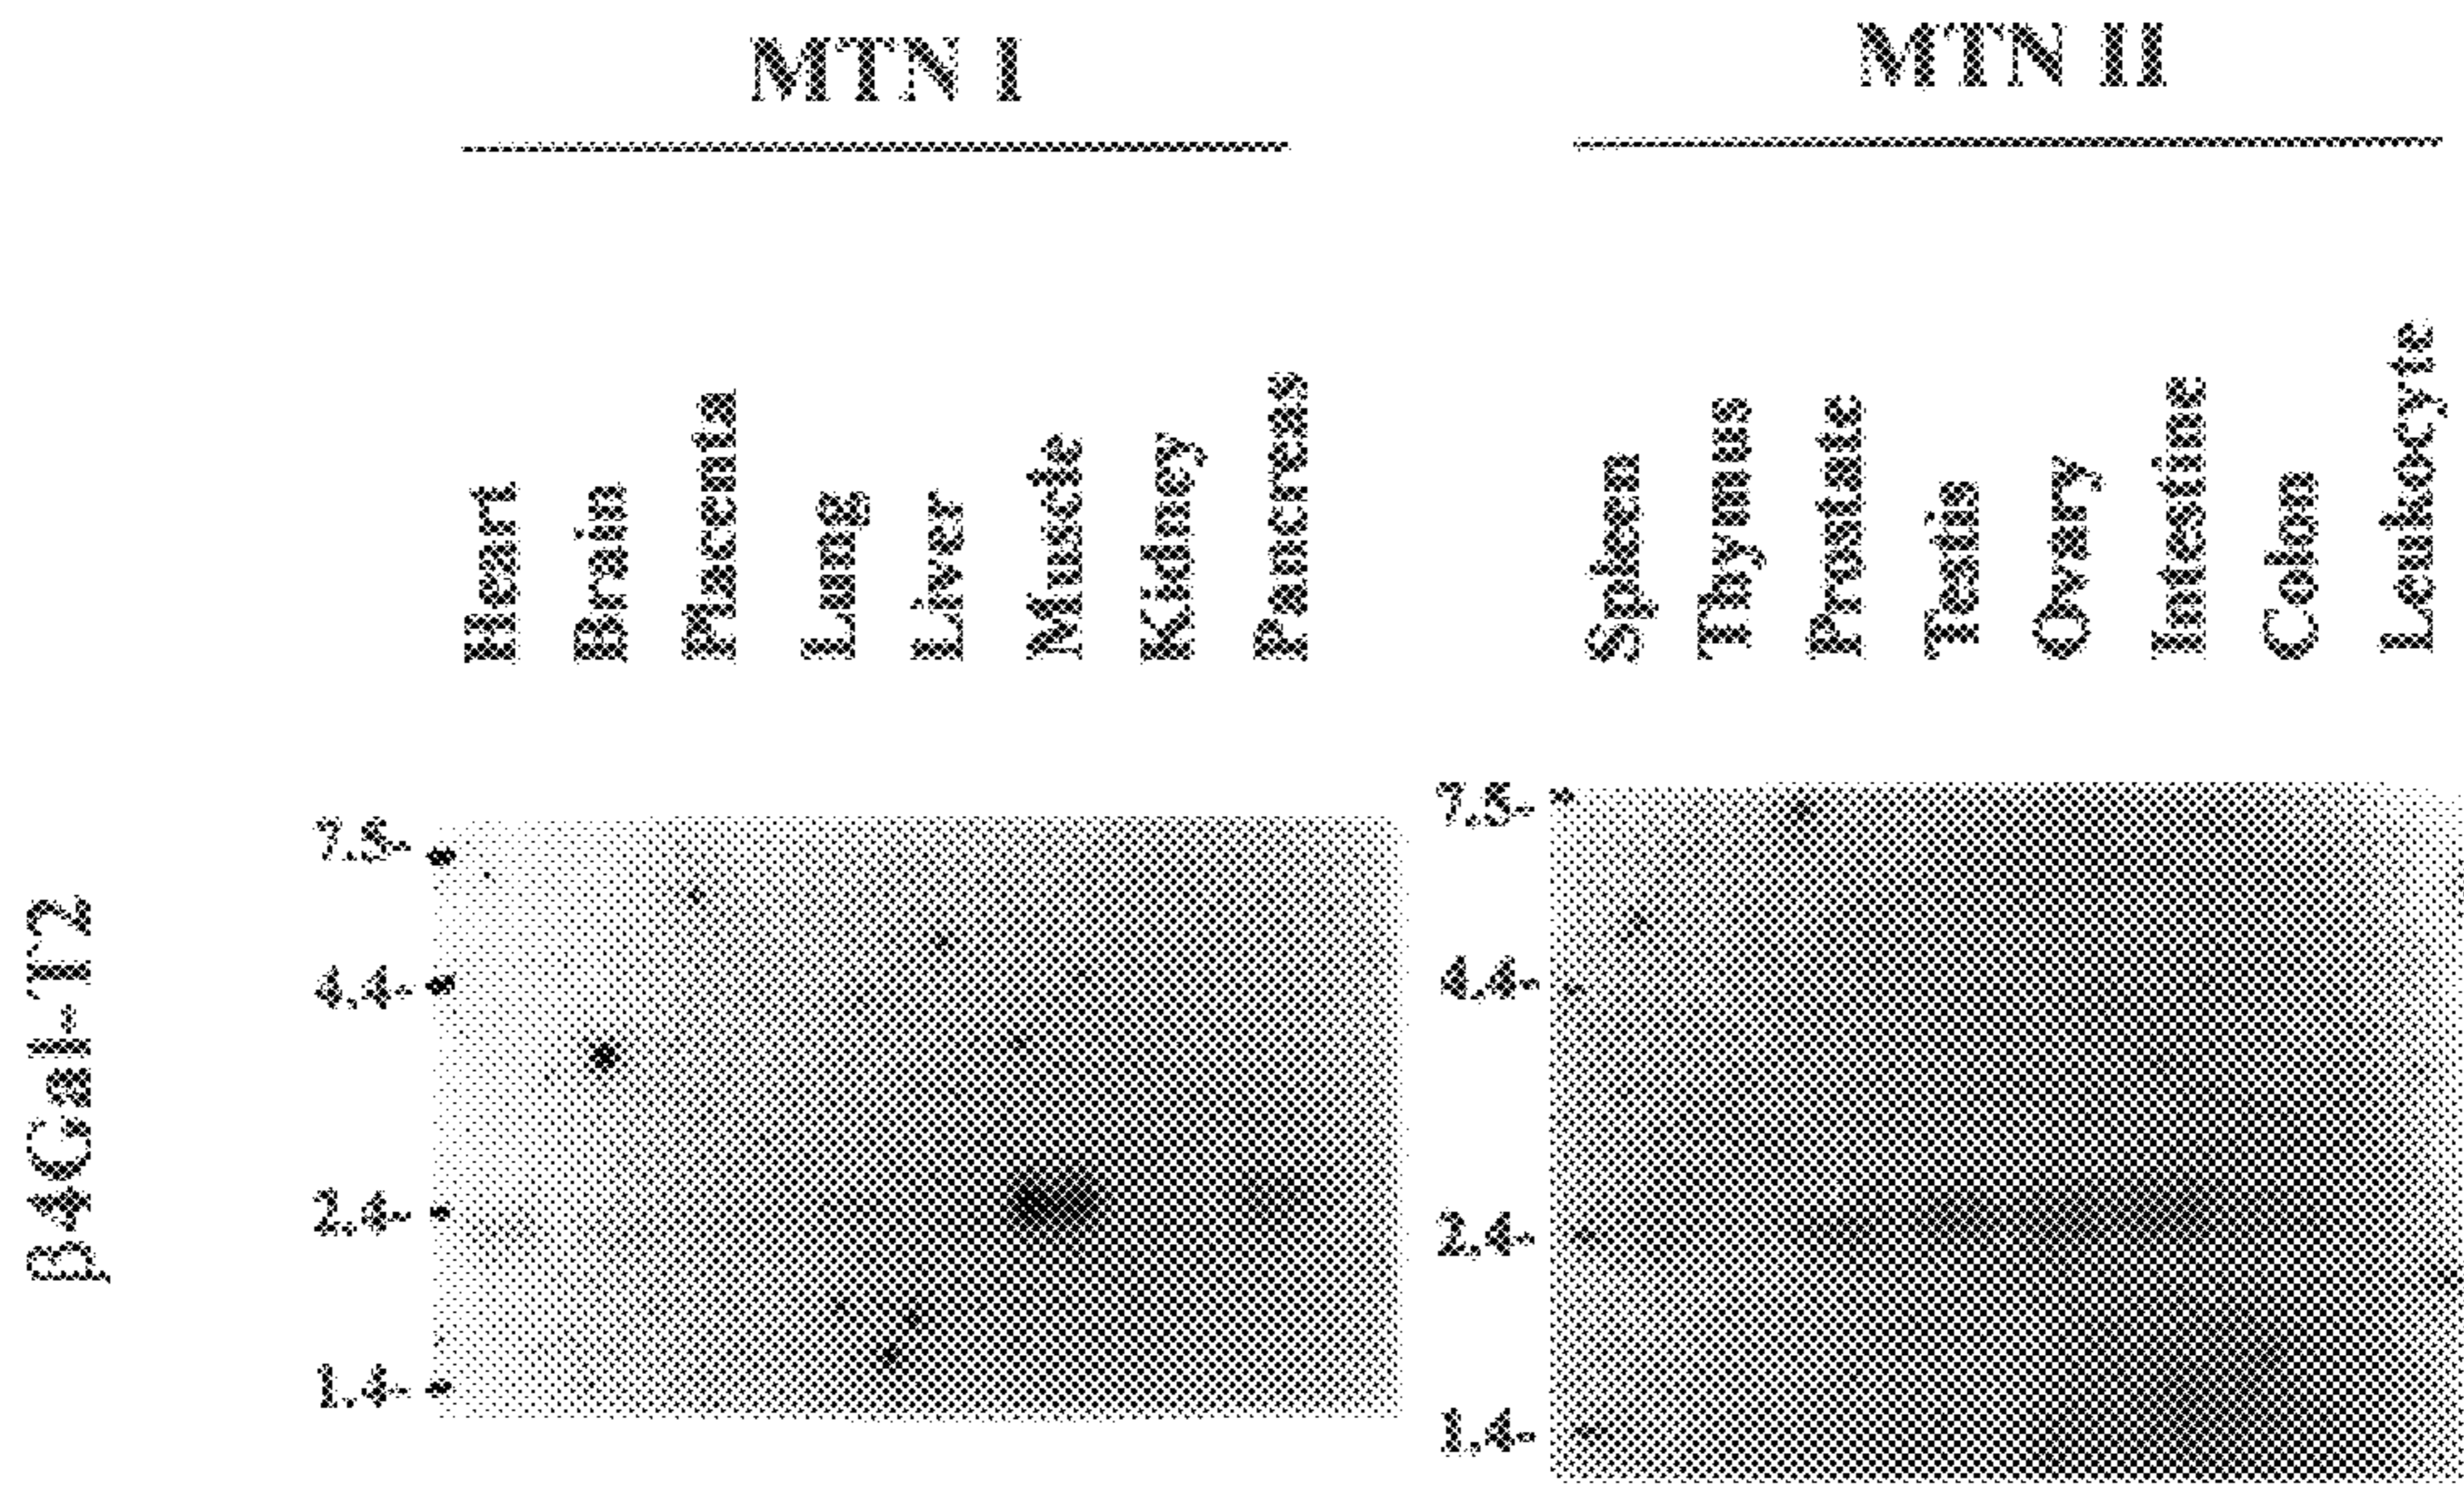 MTN I
MTN II
Heart
Brain
Placenta
Lung
Liver
Muscle
Kidney
Pancreas
Spleen
Thymus
Prostate
Testis
Ovary
Intestine
Colon
Leukocyte
β4Gal-T2
7.5-
4.4-
2.4-
1.4-
7.5-
4.4-
2.4-
1.4-